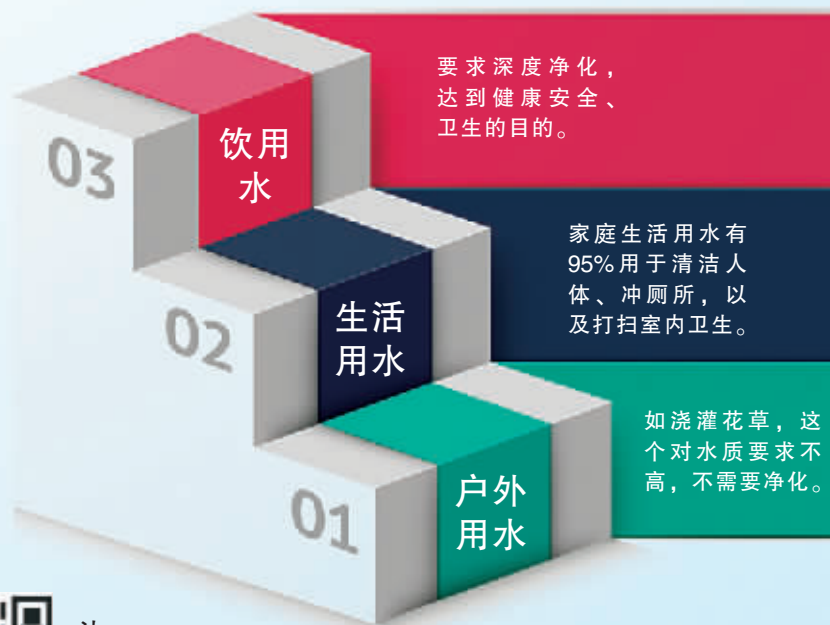 03
饮用
水
要求深度净化，
达到健康安全、
卫生的目的。
02
生活
用水
家庭生活用水有
95%用于清洁人
体、冲厕所，以
及打扫室内卫生。
01
户外
用水
如浇灌花草，这
个对水质要求不
高，不需要净化。